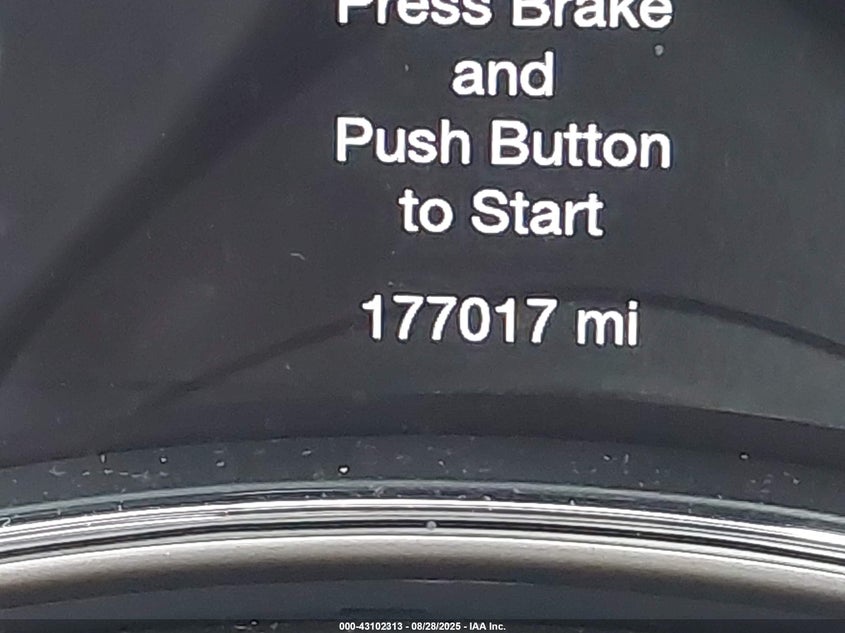 Press Brake
and
Push Button
to Start
177017 mi
000-43102313 - 08/28/2025 - IAA Inc.